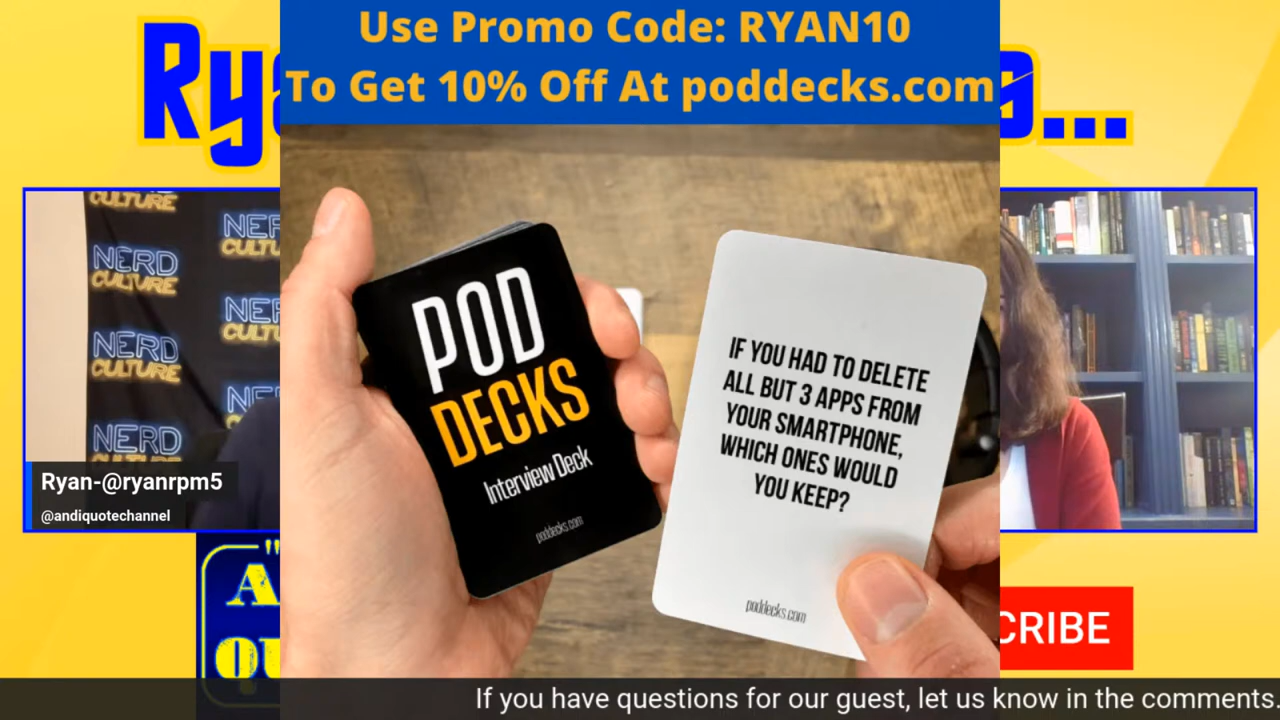 Use Promo Code: RYAN10
To Get 10% Off At poddecks.com
CULTURE
NERD
CULTURE
NERD
CULTURE
NERD
POD
DECKS
Interview Deck
poddecks.com
IF YOU HAD TO DELETE
ALL BUT 3 APPS FROM
YOUR SMARTPHONE,
WHICH ONES WOULD
YOU KEEP?
poddecks.com
Ryan-@ryanrpm5
@andiquotechannel
If you have questions for our guest, let us know in the comments.